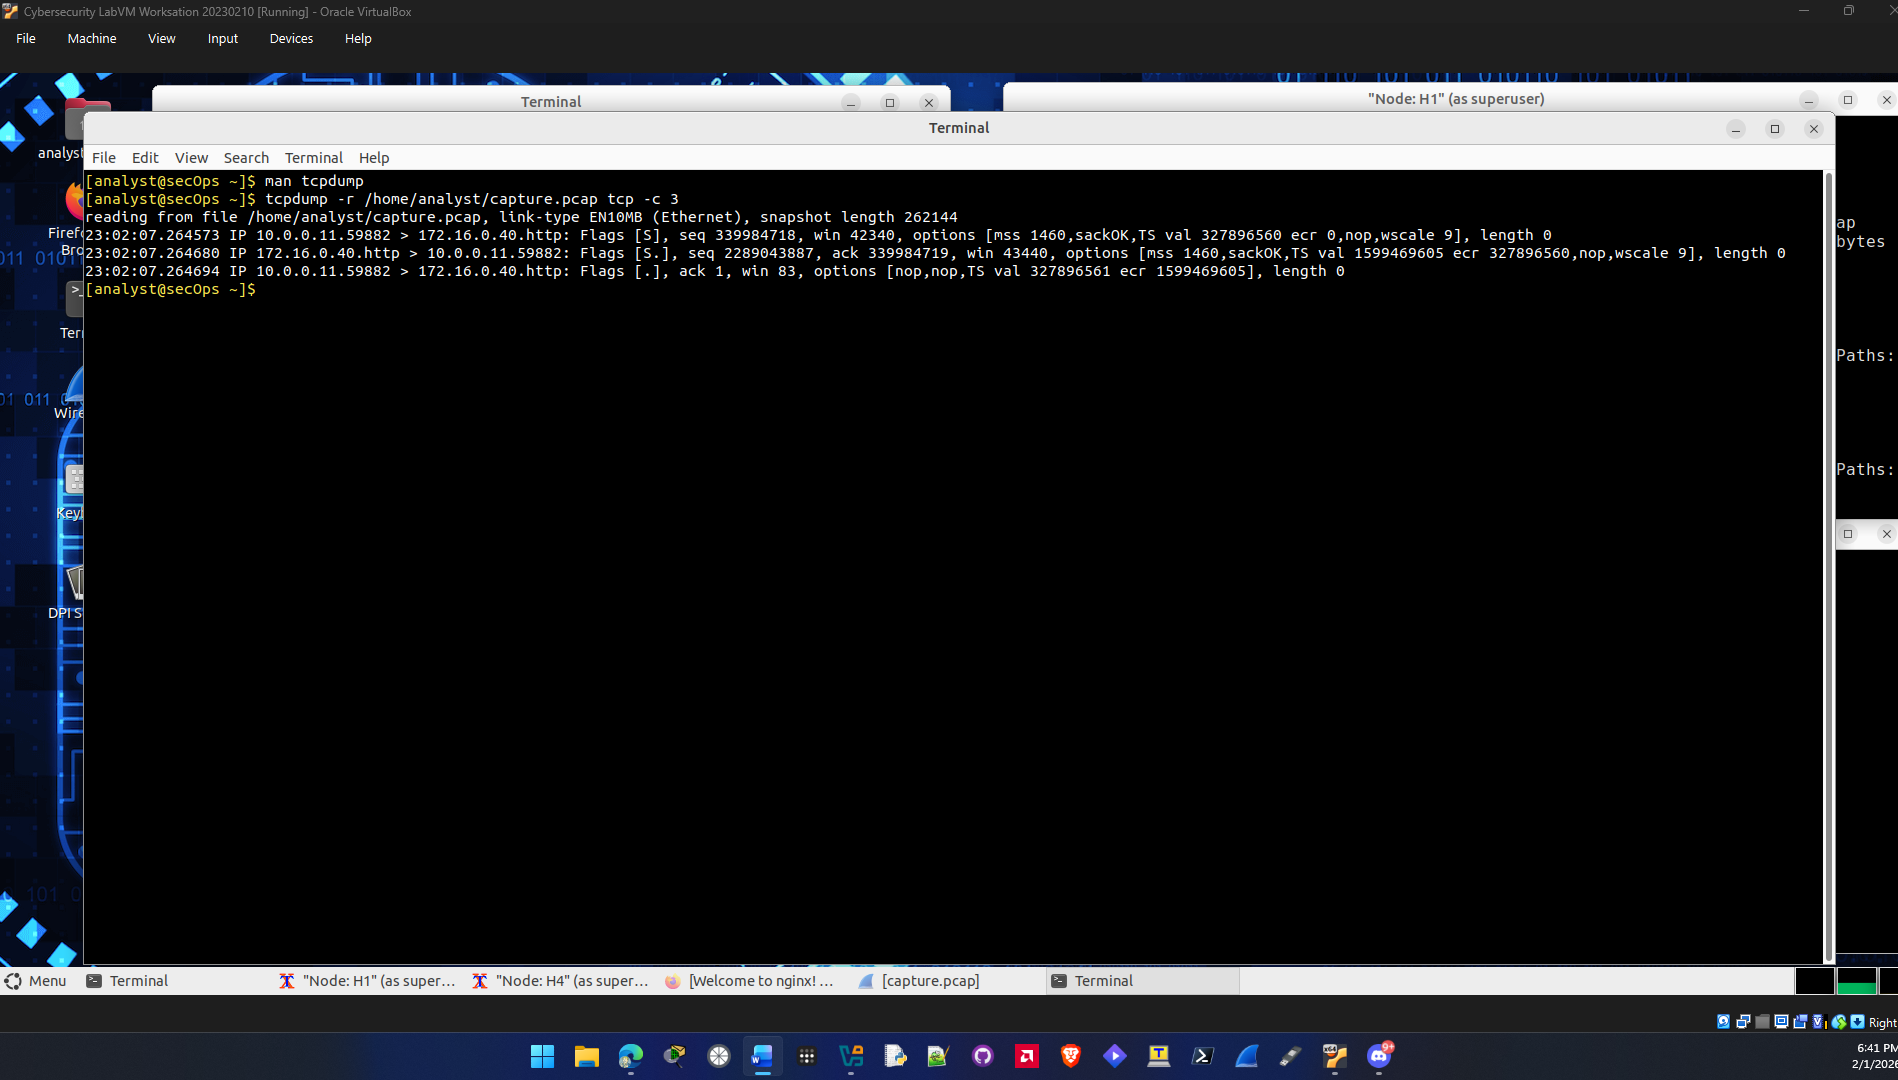 Cybersecurity LabVM Worksation 20230210 [Running] - Oracle VirtualBox
File Machine View Input Devices Help
Terminal
"Node: H1" (as superuser)
Terminal
File Edit View Search Terminal Help
[analyst@secOps ~]$ man tcpdump
[analyst@secOps ~]$ tcpdump -r /home/analyst/capture.pcap tcp -c 3
reading from file /home/analyst/capture.pcap, link-type EN10MB (Ethernet), snapshot length 262144
23:02:07.264573 IP 10.0.0.11.59882 > 172.16.0.40.http: Flags [S], seq 339984718, win 42340, options [mss 1460,sackOK,TS val 327896560 ecr 0,nop,wscale 9], length 0
23:02:07.264680 IP 172.16.0.40.http > 10.0.0.11.59882: Flags [S.], seq 2289043887, ack 339984719, win 43440, options [mss 1460,sackOK,TS val 1599469605 ecr 327896560,nop,wscale 9], length 0
23:02:07.264694 IP 10.0.0.11.59882 > 172.16.0.40.http: Flags [.], ack 1, win 83, options [nop,nop,TS val 327896561 ecr 1599469605], length 0
[analyst@secOps ~]$
analyst
Firef
Bro
Ter
Wire
Key
DPI S
ap
bytes
Paths:
Paths:
Menu Terminal "Node: H1" (as super... "Node: H4" (as super... [Welcome to nginx! ... [capture.pcap] Terminal
Right
6:41 PM
2/1/202